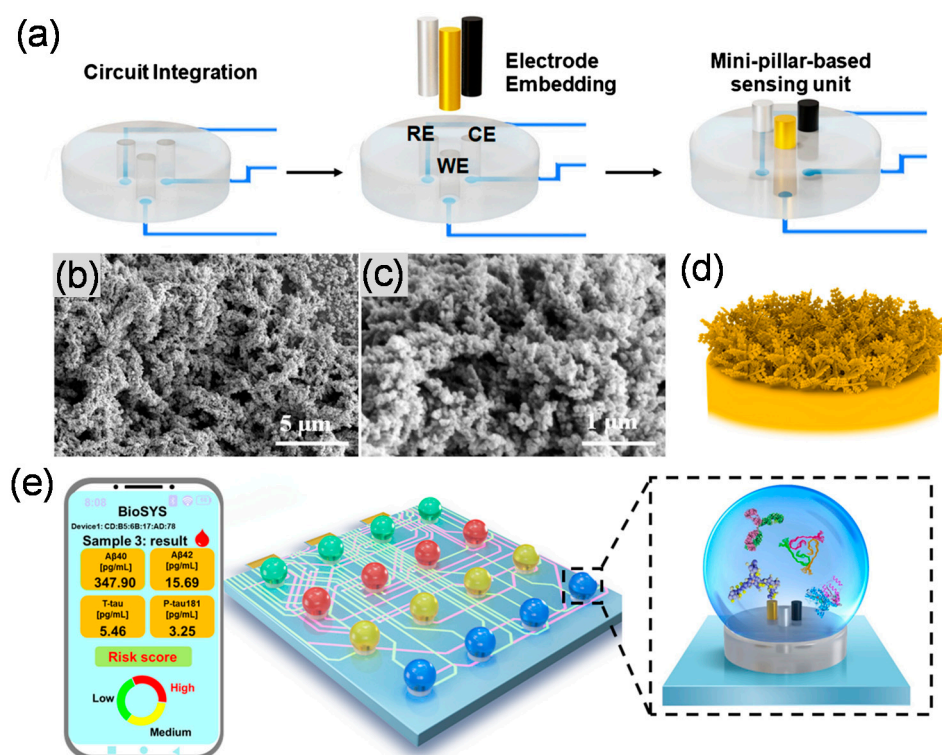 (a)
Circuit Integration
Electrode
Embedding
Mini-pillar-based
sensing unit
RE
CE
WE
(b)
5 μm
(c)
1 μm
(d)
(e)
6:08
BioSYS
Device1: CD:B5:6B:17:AD:78
Sample 3: result
Aβ40
[pg/mL]
347.90
Aβ42
[pg/mL]
15.69
T-tau
[pg/mL]
5.46
P-tau181
[pg/mL]
3.25
Risk score
Low
High
Medium